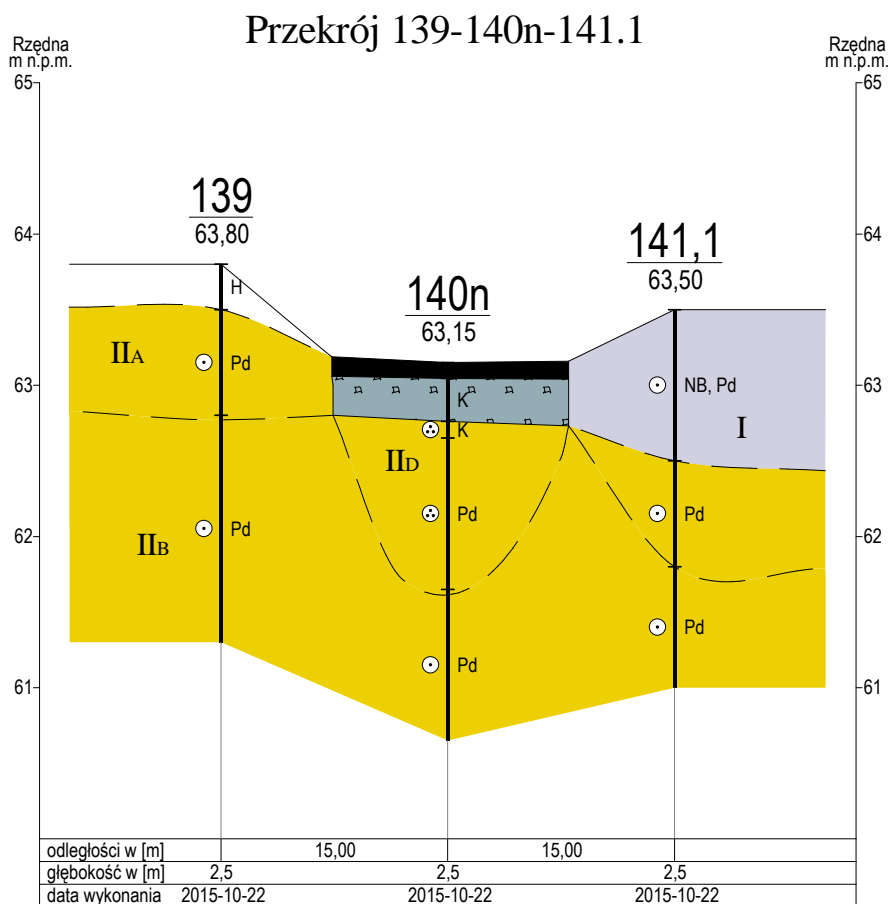 Przekrój 139-140n-141.1
Rzędna
m n.p.m.
Rzędna
m n.p.m.
65
65
139
63,80
64
64
141,1
63,50
140n
63,15
H
IIA
Pd
63
63
NB, Pd
K
I
K
IID
Pd
Pd
Pd
62
62
IIB
Pd
Pd
61
61
odległości w [m] 15,00 15,00
głębokość w [m] 2,5 2,5 2,5
data wykonania 2015-10-22 2015-10-22 2015-10-22